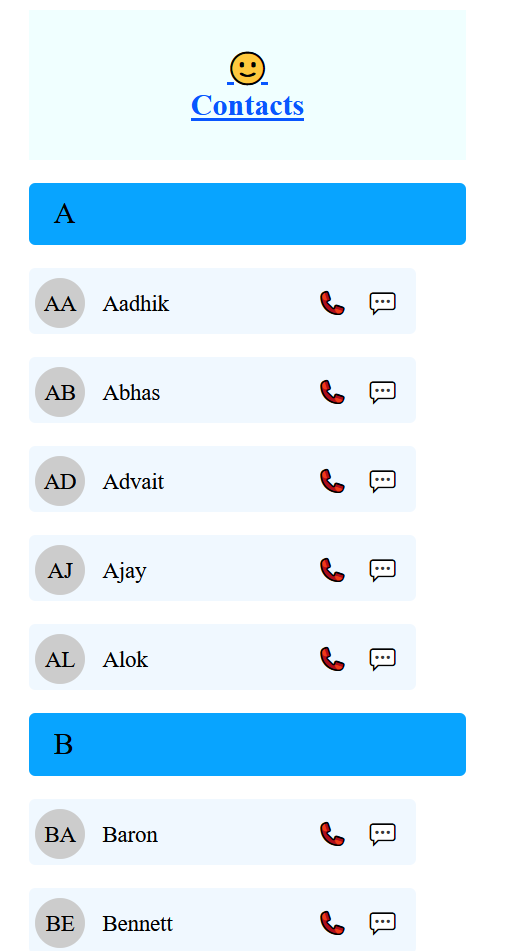 Contacts
A
AA Aadhik
AB Abhas
AD Advait
AJ Ajay
AL Alok
B
BA Baron
BE Bennett